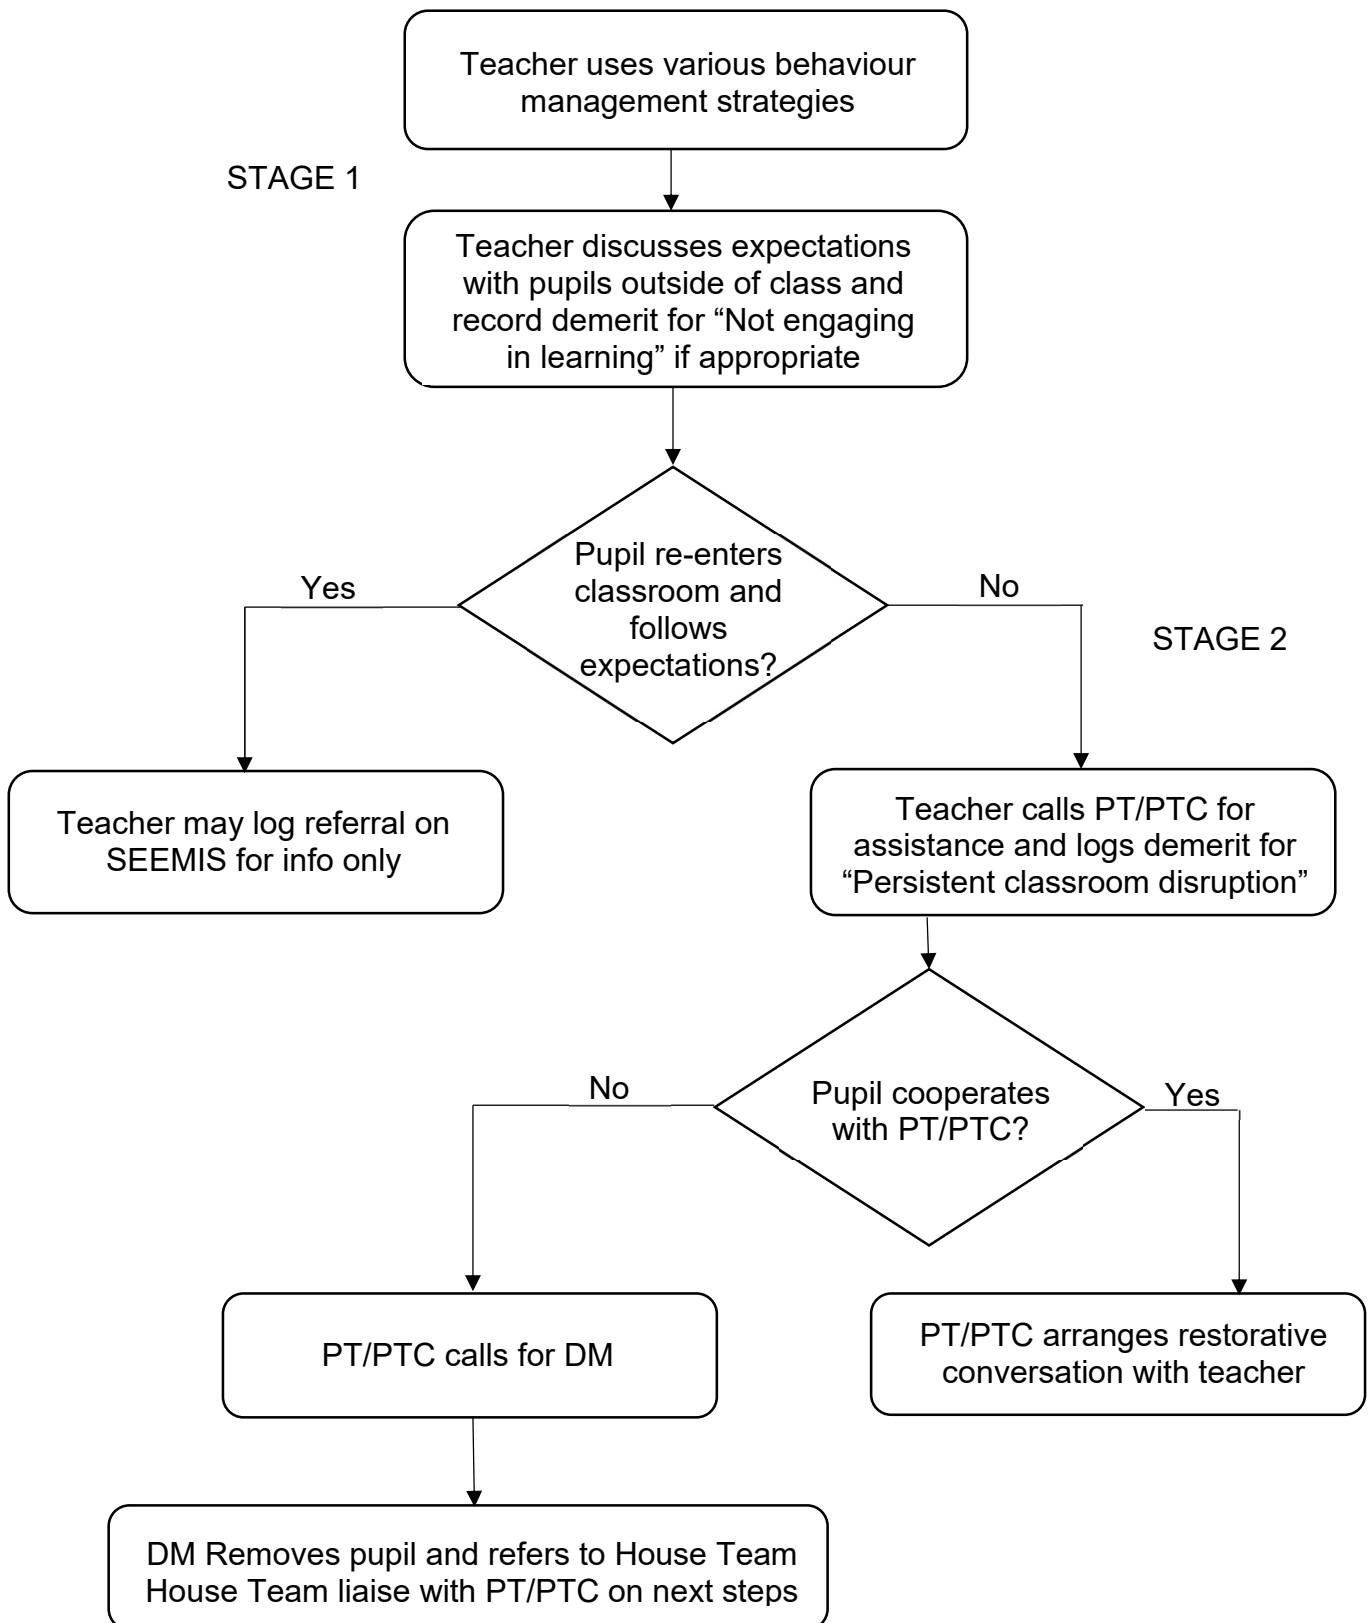 Teacher uses various behaviour
management strategies
STAGE 1
Teacher discusses expectations
with pupils outside of class and
record demerit for “Not engaging
in learning” if appropriate
Pupil re-enters
classroom and
follows
expectations?
Yes
No
STAGE 2
Teacher may log referral on
SEEMIS for info only
Teacher calls PT/PTC for
assistance and logs demerit for
“Persistent classroom disruption”
Pupil cooperates
with PT/PTC?
No
Yes
PT/PTC calls for DM
PT/PTC arranges restorative
conversation with teacher
DM Removes pupil and refers to House Team
House Team liaise with PT/PTC on next steps